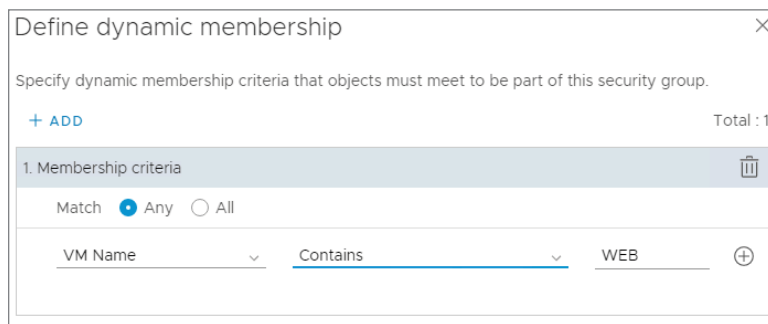 Define dynamic membership
Specify dynamic membership criteria that objects must meet to be part of this security group.
+ ADD Total : 1
1. Membership criteria
Match Any All
VM Name Contains WEB